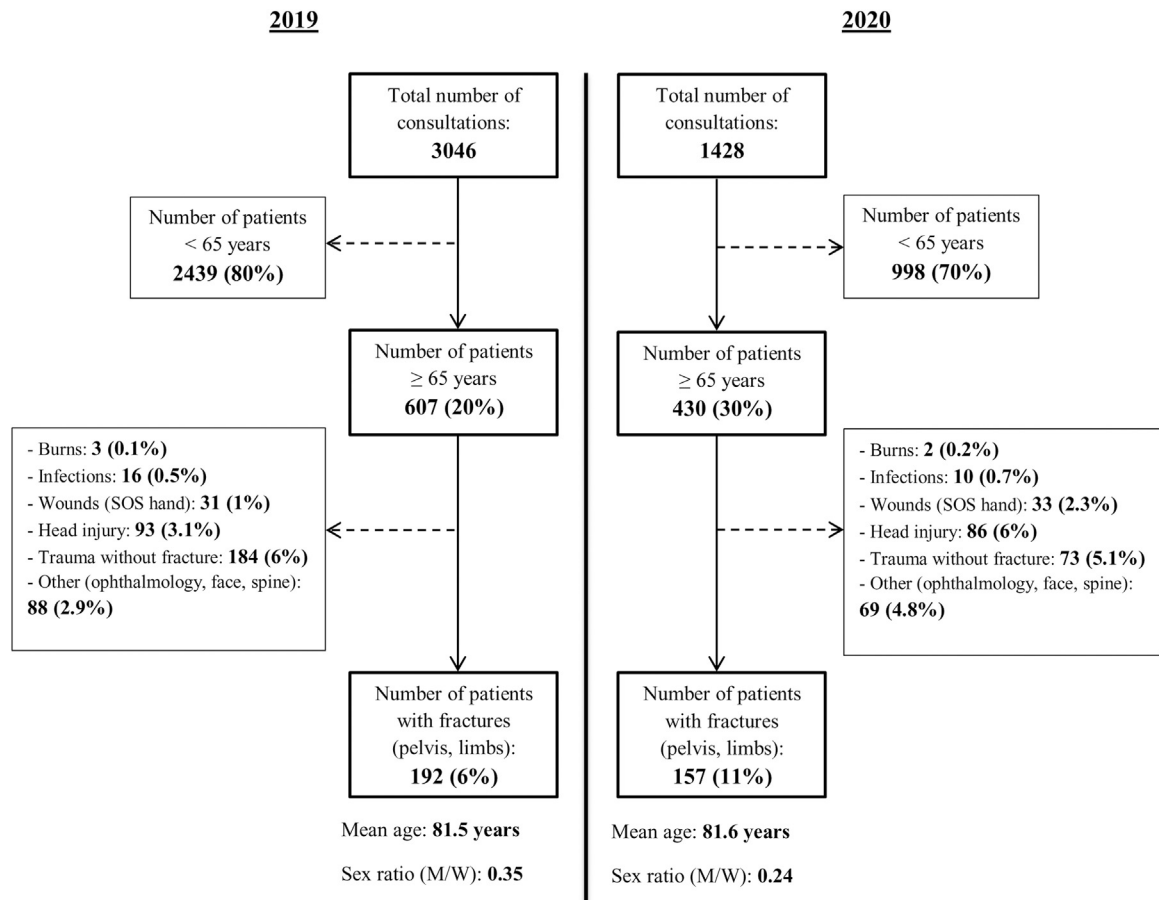 2019
Total number of
consultations:
3046
Number of patients
< 65 years
2439 (80%)
Number of patients
≥ 65 years
607 (20%)
- Burns: 3 (0.1%)
- Infections: 16 (0.5%)
- Wounds (SOS hand): 31 (1%)
- Head injury: 93 (3.1%)
- Trauma without fracture: 184 (6%)
- Other (ophthalmology, face, spine):
88 (2.9%)
Number of patients
with fractures
(pelvis, limbs):
192 (6%)
Mean age: 81.5 years
Sex ratio (M/W): 0.35
2020
Total number of
consultations:
1428
Number of patients
< 65 years
998 (70%)
Number of patients
≥ 65 years
430 (30%)
- Burns: 2 (0.2%)
- Infections: 10 (0.7%)
- Wounds (SOS hand): 33 (2.3%)
- Head injury: 86 (6%)
- Trauma without fracture: 73 (5.1%)
- Other (ophthalmology, face, spine):
69 (4.8%)
Number of patients
with fractures
(pelvis, limbs):
157 (11%)
Mean age: 81.6 years
Sex ratio (M/W): 0.24